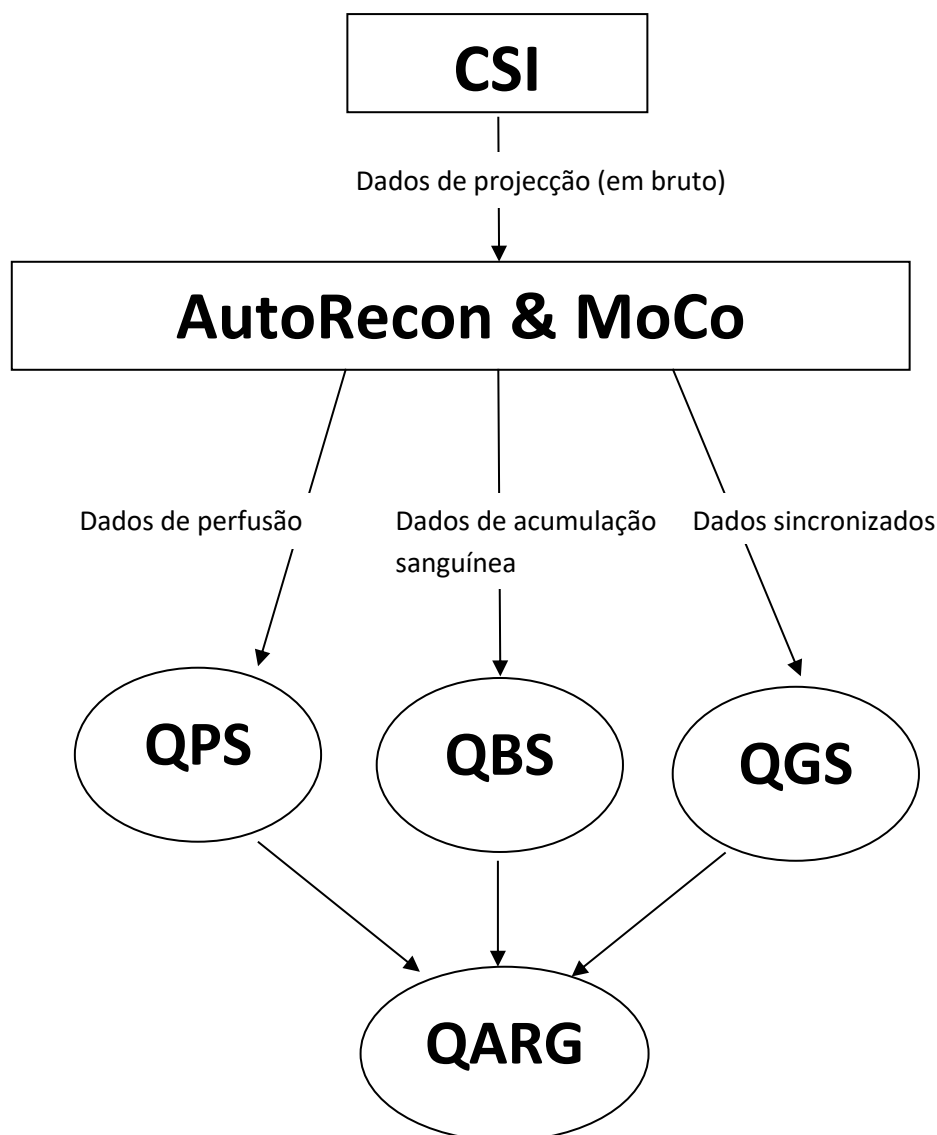 CSI
Dados de projecção (em bruto)
AutoRecon & MoCo
Dados de perfusão
Dados de acumulação
sanguínea
Dados sincronizados
QPS
QBS
QGS
QARG